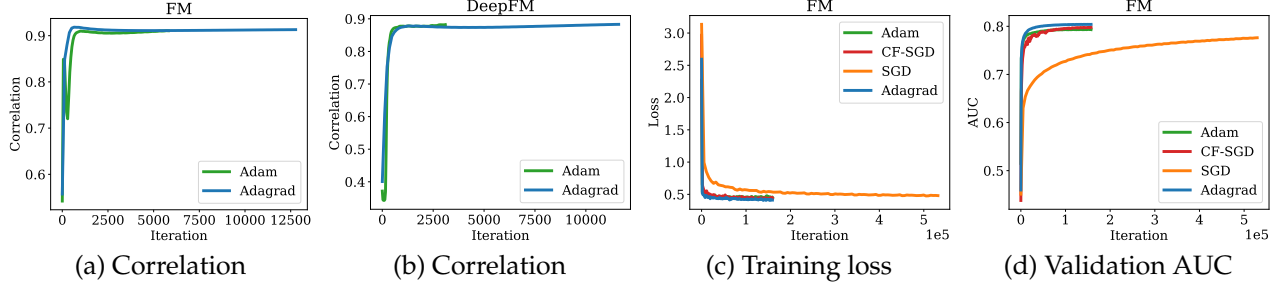 FM
Correlation
0.9
0.8
0.7
0.6
Adam
Adagrad
0 2500 5000 7500 10000 12500
Iteration
(a) Correlation
DeepFM
Correlation
0.9
0.8
0.7
0.6
0.5
0.4
Adam
Adagrad
0 2500 5000 7500 10000
Iteration
(b) Correlation
FM
Loss
3.0
2.5
2.0
1.5
1.0
0.5
Adam
CF-SGD
SGD
Adagrad
0 1 2 3 4 5
1e5
Iteration
(c) Training loss
FM
AUC
0.8
0.7
0.6
0.5
Adam
CF-SGD
SGD
Adagrad
0 1 2 3 4 5
1e5
Iteration
(d) Validation AUC